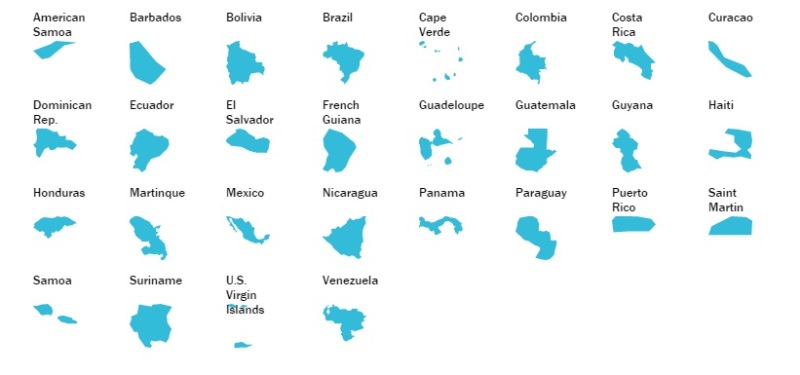 American Samoa
Barbados
Bolivia
Brazil
Cape Verde
Colombia
Costa Rica
Curacao
Dominican Rep.
Ecuador
El Salvador
French Guiana
Guadeloupe
Guatemala
Guyana
Haiti
Honduras
Martinque
Mexico
Nicaragua
Panama
Paraguay
Puerto Rico
Saint Martin
Samoa
Suriname
U.S. Virgin Islands
Venezuela